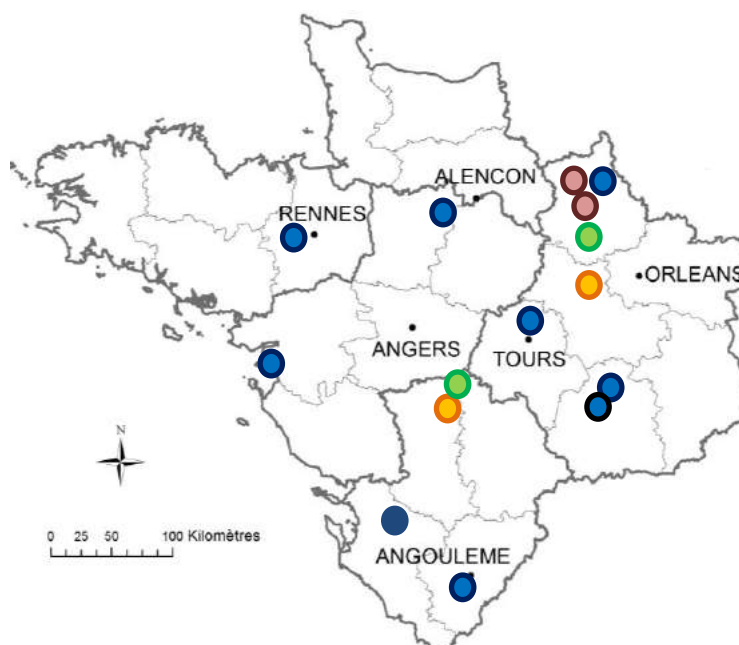 ALENCON
RENNES
ORLEANS
ANGERS
TOURS
N
0 25 50 100 Kilomètres
ANGOULEME